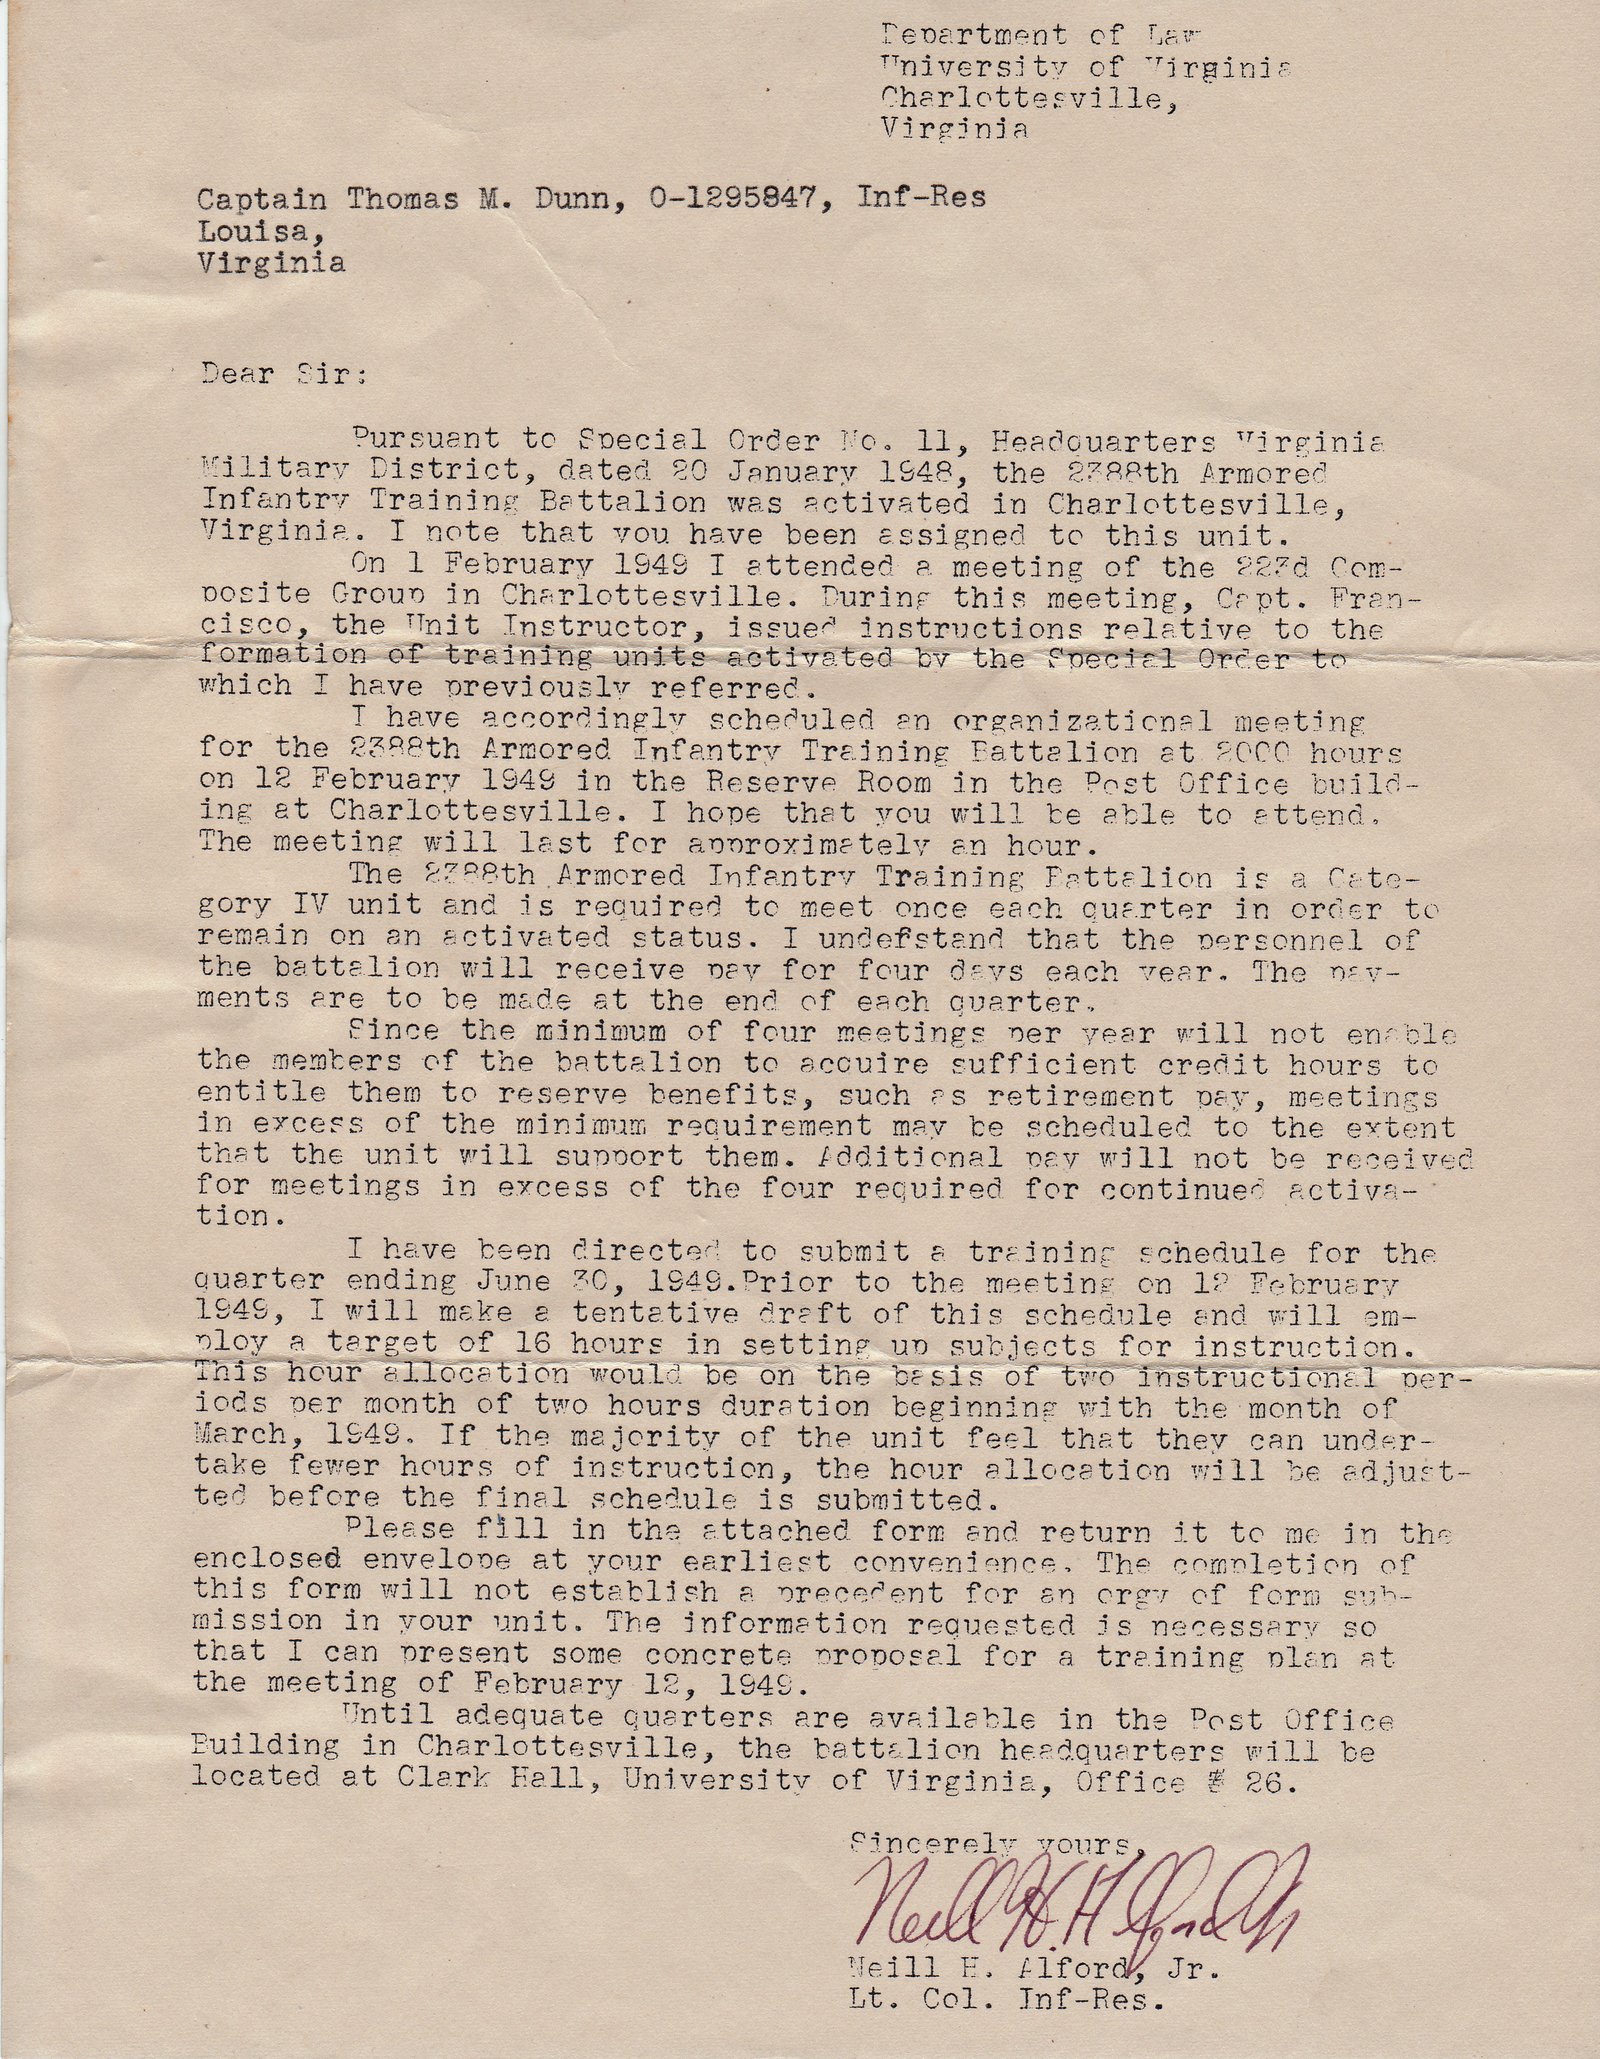 Department of Law
University of Virginia
Charlottesville,
Virginia
Captain Thomas M. Dunn, O-1295847, Inf-Res
Louisa,
Virginia
Dear Sir:
Pursuant to Special Order No. 11, Headquarters Virginia
Military District, dated 20 January 1948, the 2388th Armored
Infantry Training Battalion was activated in Charlottesville,
Virginia. I note that you have been assigned to this unit.
On 1 February 1949 I attended a meeting of the 223d Com-
posite Group in Charlottesville. During this meeting, Capt. Fran-
cisco, the Unit Instructor, issued instructions relative to the
formation of training units activated by the Special Order to
which I have previously referred.
I have accordingly scheduled an organizational meeting
for the 2388th Armored Infantry Training Battalion at 2000 hours
on 12 February 1949 in the Reserve Room in the Post Office build-
ing at Charlottesville. I hope that you will be able to attend.
The meeting will last for approximately an hour.
The 2388th Armored Infantry Training Battalion is a Cate-
gory IV unit and is required to meet once each quarter in order to
remain on an activated status. I understand that the personnel of
the battalion will receive pay for four days each year. The pay-
ments are to be made at the end of each quarter.
Since the minimum of four meetings per year will not enable
the members of the battalion to acquire sufficient credit hours to
entitle them to reserve benefits, such as retirement pay, meetings
in excess of the minimum requirement may be scheduled to the extent
that the unit will support them. Additional pay will not be received
for meetings in excess of the four required for continued activa-
tion.
I have been directed to submit a training schedule for the
quarter ending June 30, 1949.Prior to the meeting on 12 February
1949, I will make a tentative draft of this schedule and will em-
ploy a target of 16 hours in setting up subjects for instruction.
This hour allocation would be on the basis of two instructional per-
iods per month of two hours duration beginning with the month of
March, 1949. If the majority of the unit feel that they can under-
take fewer hours of instruction, the hour allocation will be adjust-
ted before the final schedule is submitted.
Please fill in the attached form and return it to me in the
enclosed envelope at your earliest convenience. The completion of
this form will not establish a precedent for an orgy of form sub-
mission in your unit. The information requested is necessary so
that I can present some concrete proposal for a training plan at
the meeting of February 12, 1949.
Until adequate quarters are available in the Post Office
Building in Charlottesville, the battalion headquarters will be
located at Clark Hall, University of Virginia, Office # 26.
Sincerely yours,
Neill H. Alford Jr
Neill H. Alford, Jr.
Lt. Col. Inf-Res.